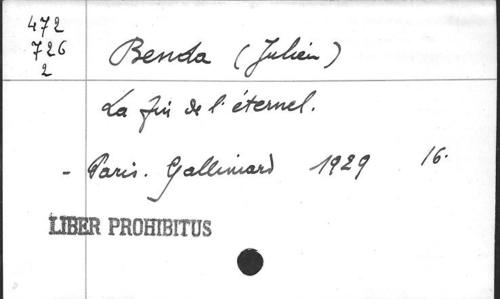 472
726
2
Benda (Julien)
La fin de l'éternel.
- Paris. Gallimard 1929 16.
LIBER PROHIBITUS